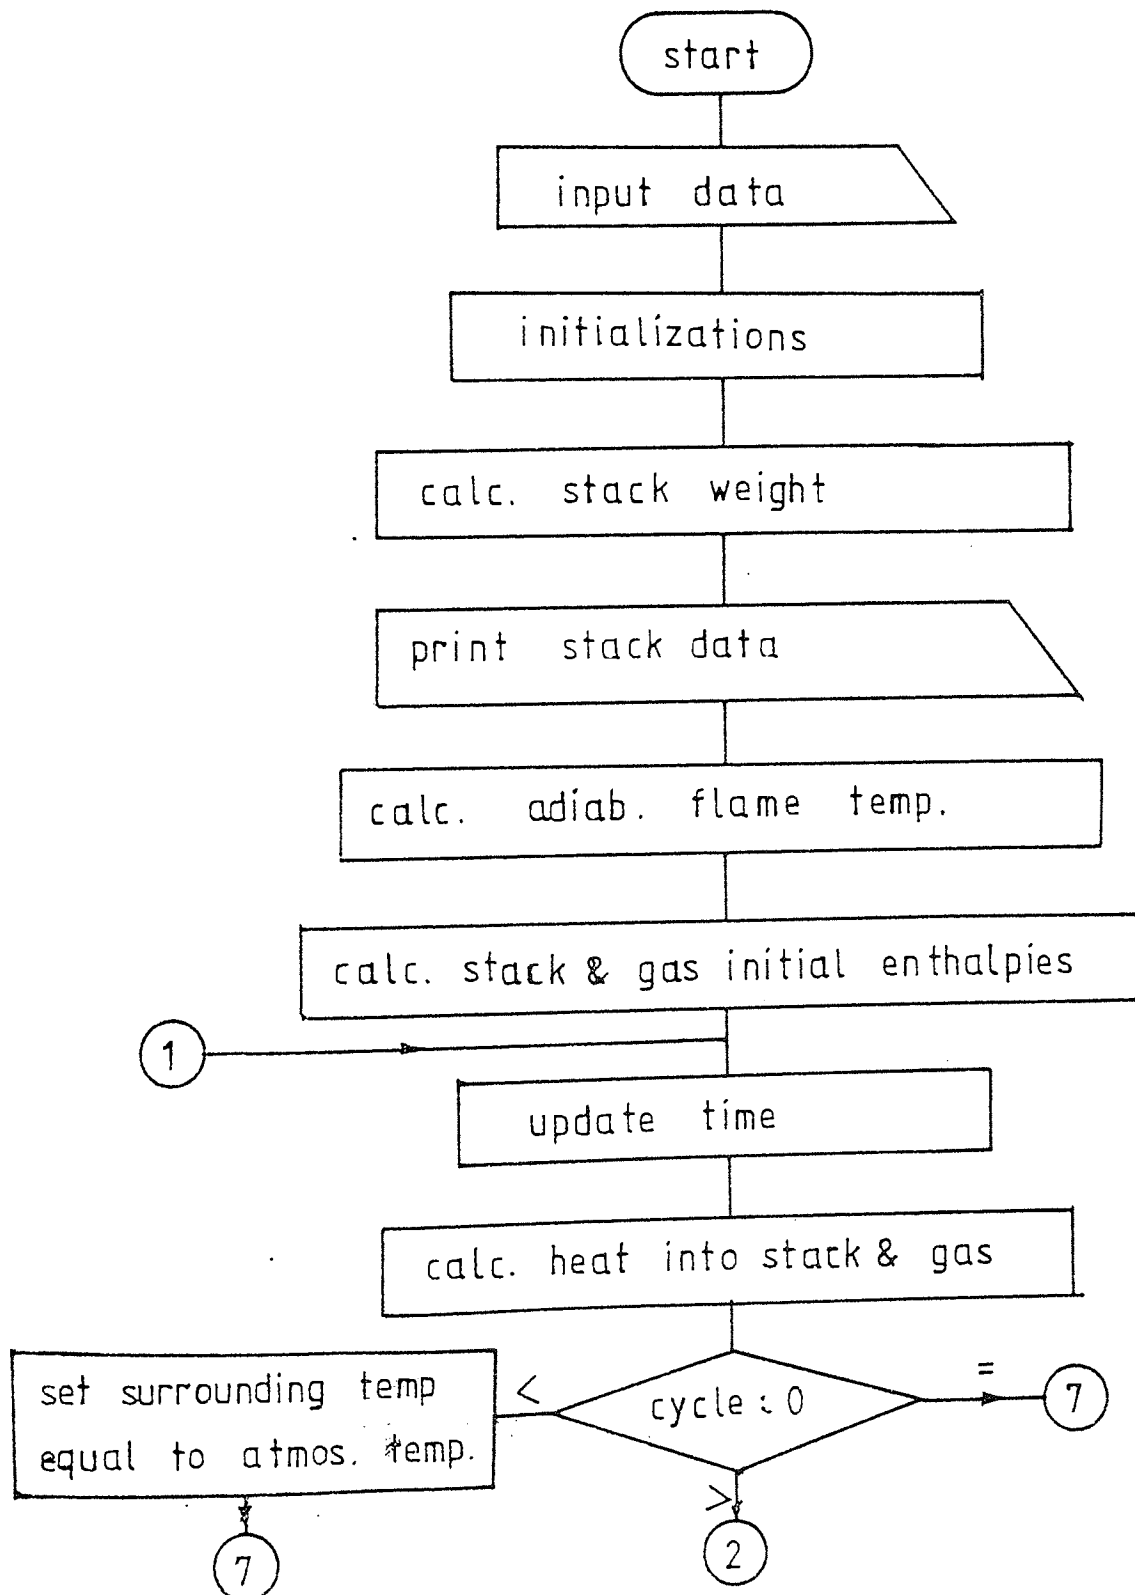 start
input data
initializations
calc. stack weight
print stack data
calc. adiab. flame temp.
calc. stack & gas initial enthalpies
1
update time
calc. heat into stack & gas
set surrounding temp
equal to atmos. temp.
<
cycle : 0
=
7
>
7
2